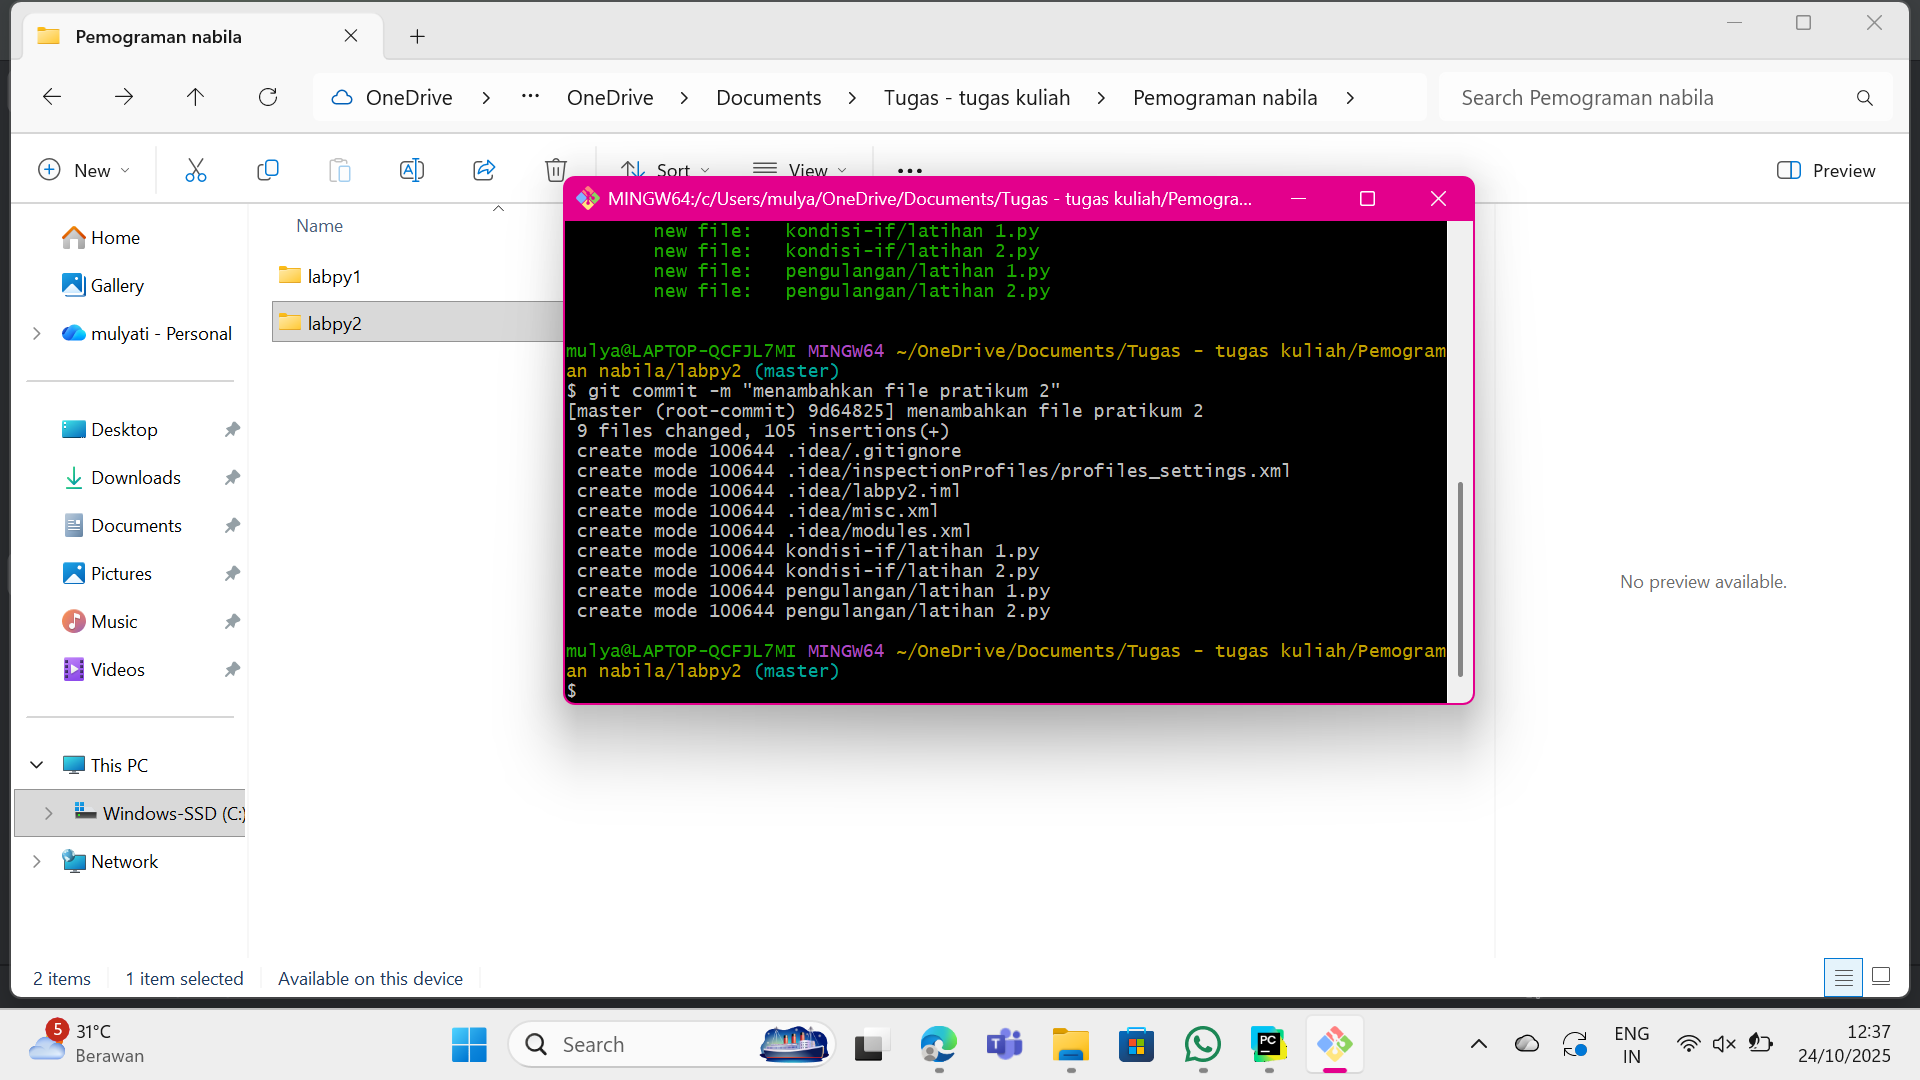 Pemograman nabila
OneDrive
OneDrive
Documents
Tugas - tugas kuliah
Pemograman nabila
Search Pemograman nabila
New
Sort
View
Preview
Home
Gallery
mulyati - Personal
Desktop
Downloads
Documents
Pictures
Music
Videos
This PC
Windows-SSD (C:)
Network
Name
labpy1
labpy2
MINGW64:/c/Users/mulya/OneDrive/Documents/Tugas - tugas kuliah/Pemogra...
new file:   kondisi-if/latihan 1.py
new file:   kondisi-if/latihan 2.py
new file:   pengulangan/latihan 1.py
new file:   pengulangan/latihan 2.py
mulya@LAPTOP-QCFJL7MI MINGW64 ~/OneDrive/Documents/Tugas - tugas kuliah/Pemogram
an nabila/labpy2 (master)
$ git commit -m "menambahkan file pratikum 2"
[master (root-commit) 9d64825] menambahkan file pratikum 2
9 files changed, 105 insertions(+)
create mode 100644 .idea/.gitignore
create mode 100644 .idea/inspectionProfiles/profiles_settings.xml
create mode 100644 .idea/labpy2.iml
create mode 100644 .idea/misc.xml
create mode 100644 .idea/modules.xml
create mode 100644 kondisi-if/latihan 1.py
create mode 100644 kondisi-if/latihan 2.py
create mode 100644 pengulangan/latihan 1.py
create mode 100644 pengulangan/latihan 2.py
mulya@LAPTOP-QCFJL7MI MINGW64 ~/OneDrive/Documents/Tugas - tugas kuliah/Pemogram
an nabila/labpy2 (master)
$
No preview available.
2 items
1 item selected
Available on this device
5
31°C
Berawan
Search
PC
ENG
IN
12:37
24/10/2025